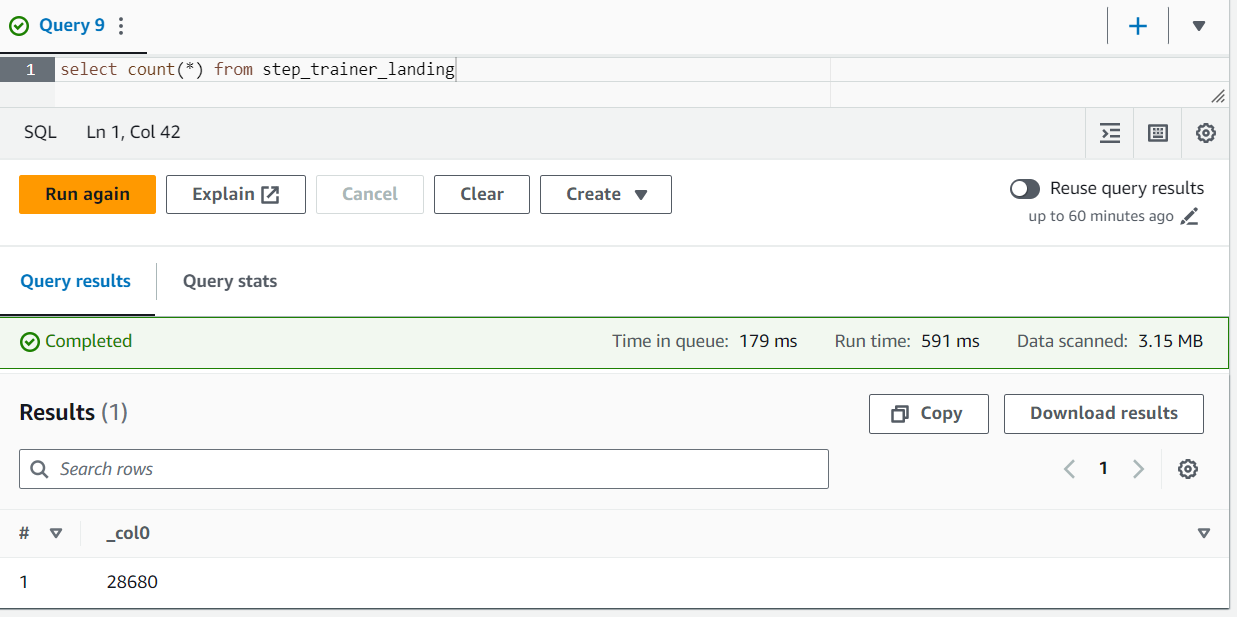 Query 9
1 select count(*) from step_trainer_landing
SQL Ln 1, Col 42
Run again Explain Cancel Clear Create Reuse query results
up to 60 minutes ago
Query results Query stats
Completed Time in queue: 179 ms Run time: 591 ms Data scanned: 3.15 MB
Results (1) Copy Download results
Search rows 1
# _col0
1 28680